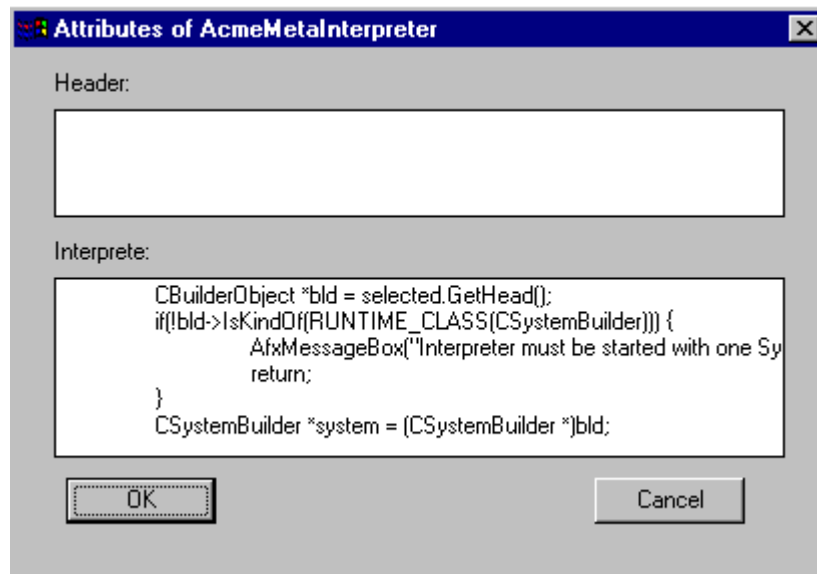 Attributes of AcmeMetaInterpreter
Header:
Interprete:
CBuilderObject *bld = selected.GetHead();
if(!bld->IsKindOf(RUNTIME_CLASS(CSystemBuilder))) {
AfxMessageBox("Interpreter must be started with one Sy
return;
}
CSystemBuilder *system = (CSystemBuilder *)bld;
OK
Cancel